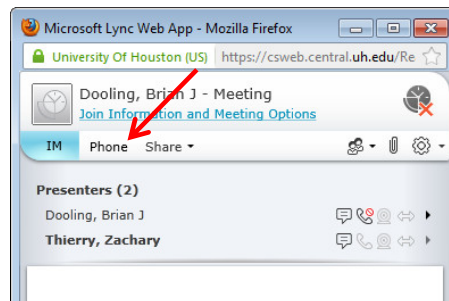 Microsoft Lync Web App - Mozilla Firefox
University Of Houston (US) https://csweb.central.uh.edu/Re
Dooling, Brian J - Meeting
Join Information and Meeting Options
IM Phone Share
Presenters (2)
Dooling, Brian J
Thierry, Zachary